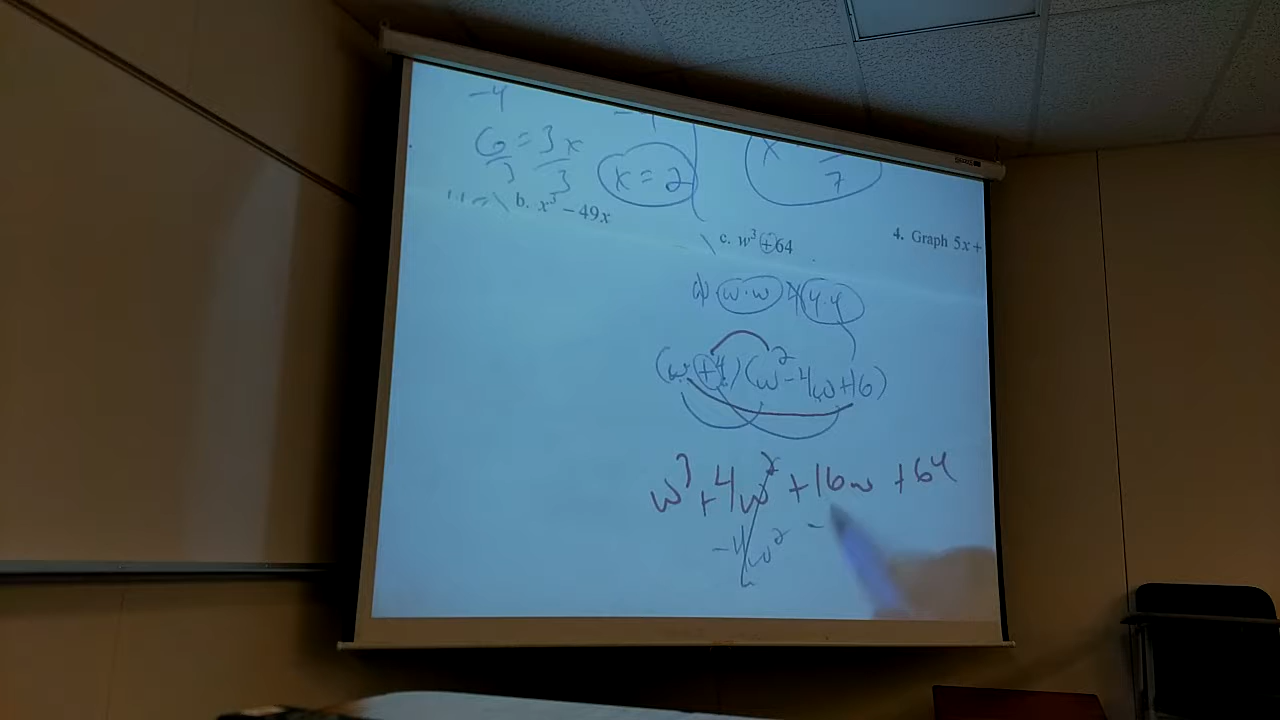 -4
6 = 3x
3 3
x = 2
x
7
b. x³ – 49x
c. w³ + 64
4. Graph 5x +
(w·w) (4·4)
(w+4)(w²-4w+16)
w³+4w²+16w+64
-4w² -